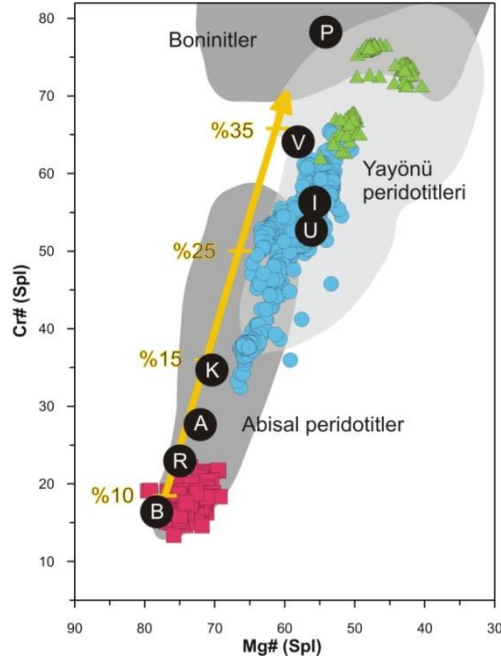 80
70
60
50
40
30
20
10
Cr# (Spl)
Boninitler
P
%35
V
Yayönü
peridotitleri
I
U
%25
%15
K
Abisal peridotitler
A
R
%10
B
90
80
70
60
50
40
30
Mg# (Spl)